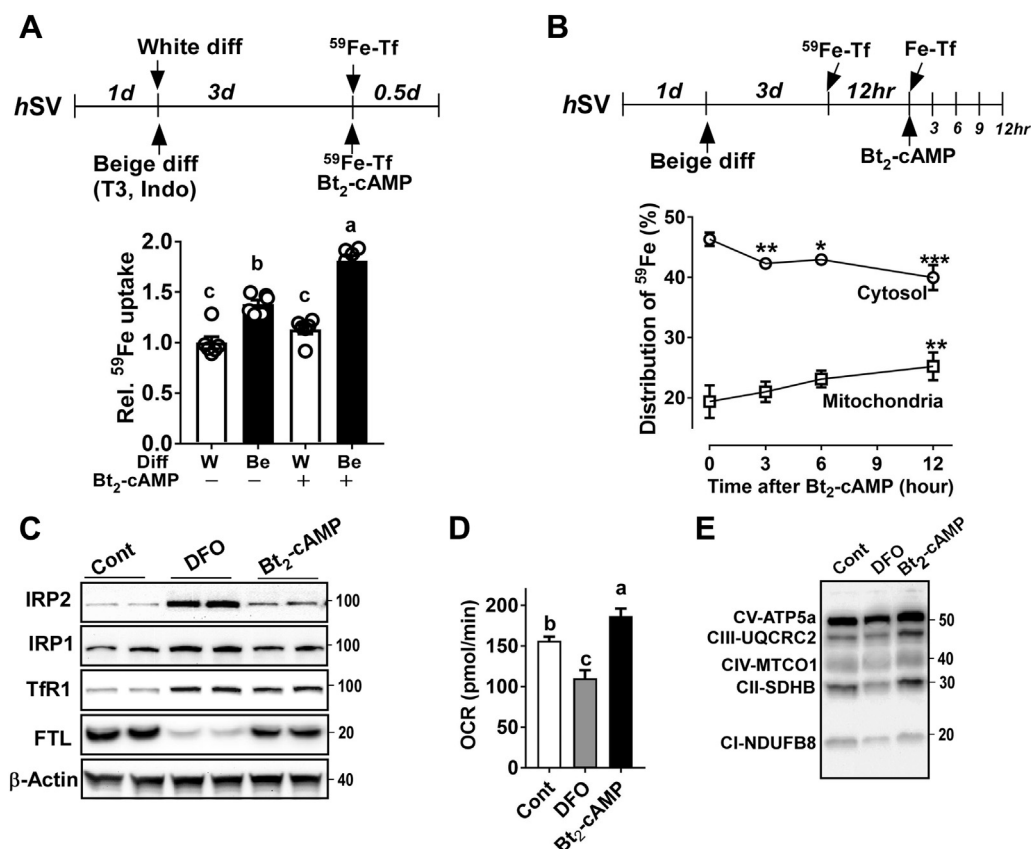 A
White diff
⁵⁹Fe-Tf
1d
3d
0.5d
hSV
Beige diff
(T3, Indo)
⁵⁹Fe-Tf
Bt₂-cAMP
Rel. ⁵⁹Fe uptake
2.0
1.5
1.0
0.5
0.0
c
b
c
a
Diff W Be W Be
Bt₂-cAMP − − + +
B
⁵⁹Fe-Tf
Fe-Tf
1d
3d
12hr
hSV
3 6 9 12hr
Beige diff
Bt₂-cAMP
Distribution of ⁵⁹Fe (%)
50
40
30
20
**
*
***
Cytosol
**
Mitochondria
0 3 6 9 12
Time after Bt₂-cAMP (hour)
C
Cont DFO Bt₂-cAMP
IRP2 100
IRP1 100
TfR1 100
FTL 20
β-Actin 40
D
OCR (pmol/min)
200
150
100
50
0
b
c
a
Cont
DFO
Bt₂-cAMP
E
Cont DFO Bt₂-cAMP
CV-ATP5a 50
CIII-UQCRC2
CIV-MTCO1 40
CII-SDHB 30
CI-NDUFB8 20